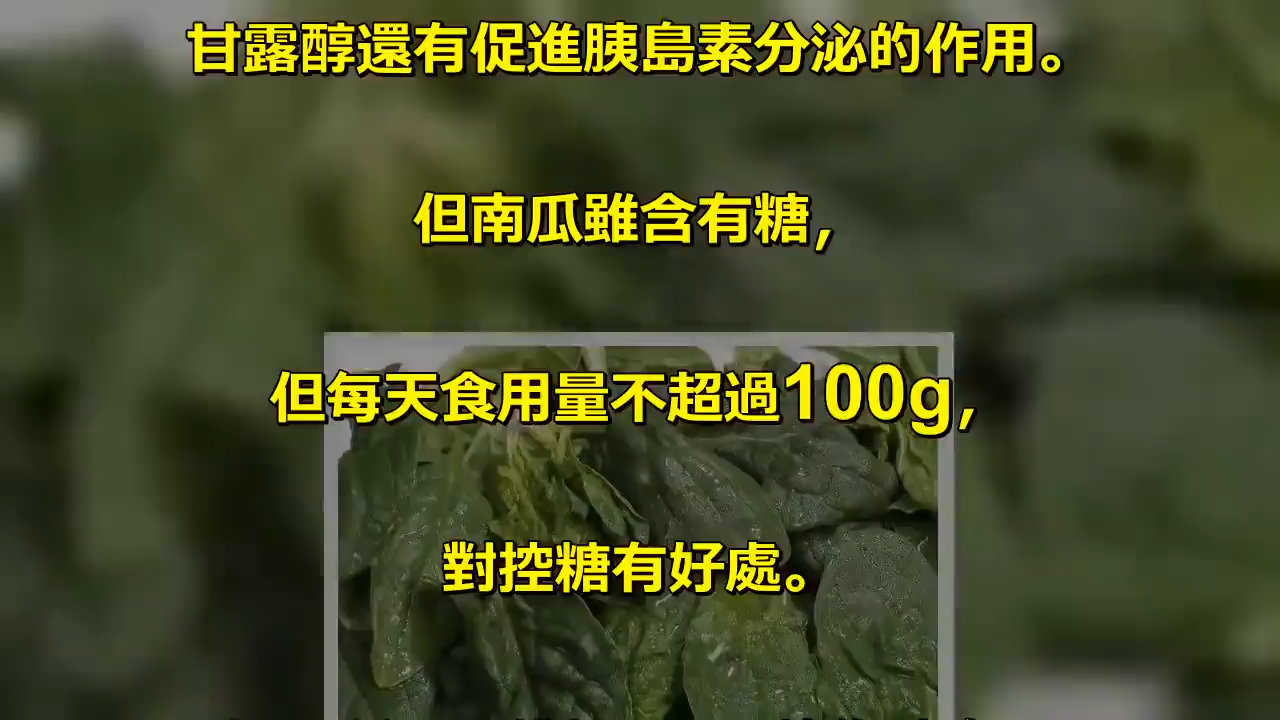 甘露醇還有促進胰島素分泌的作用。
但南瓜雖含有糖，
但每天食用量不超過100g，
對控糖有好處。